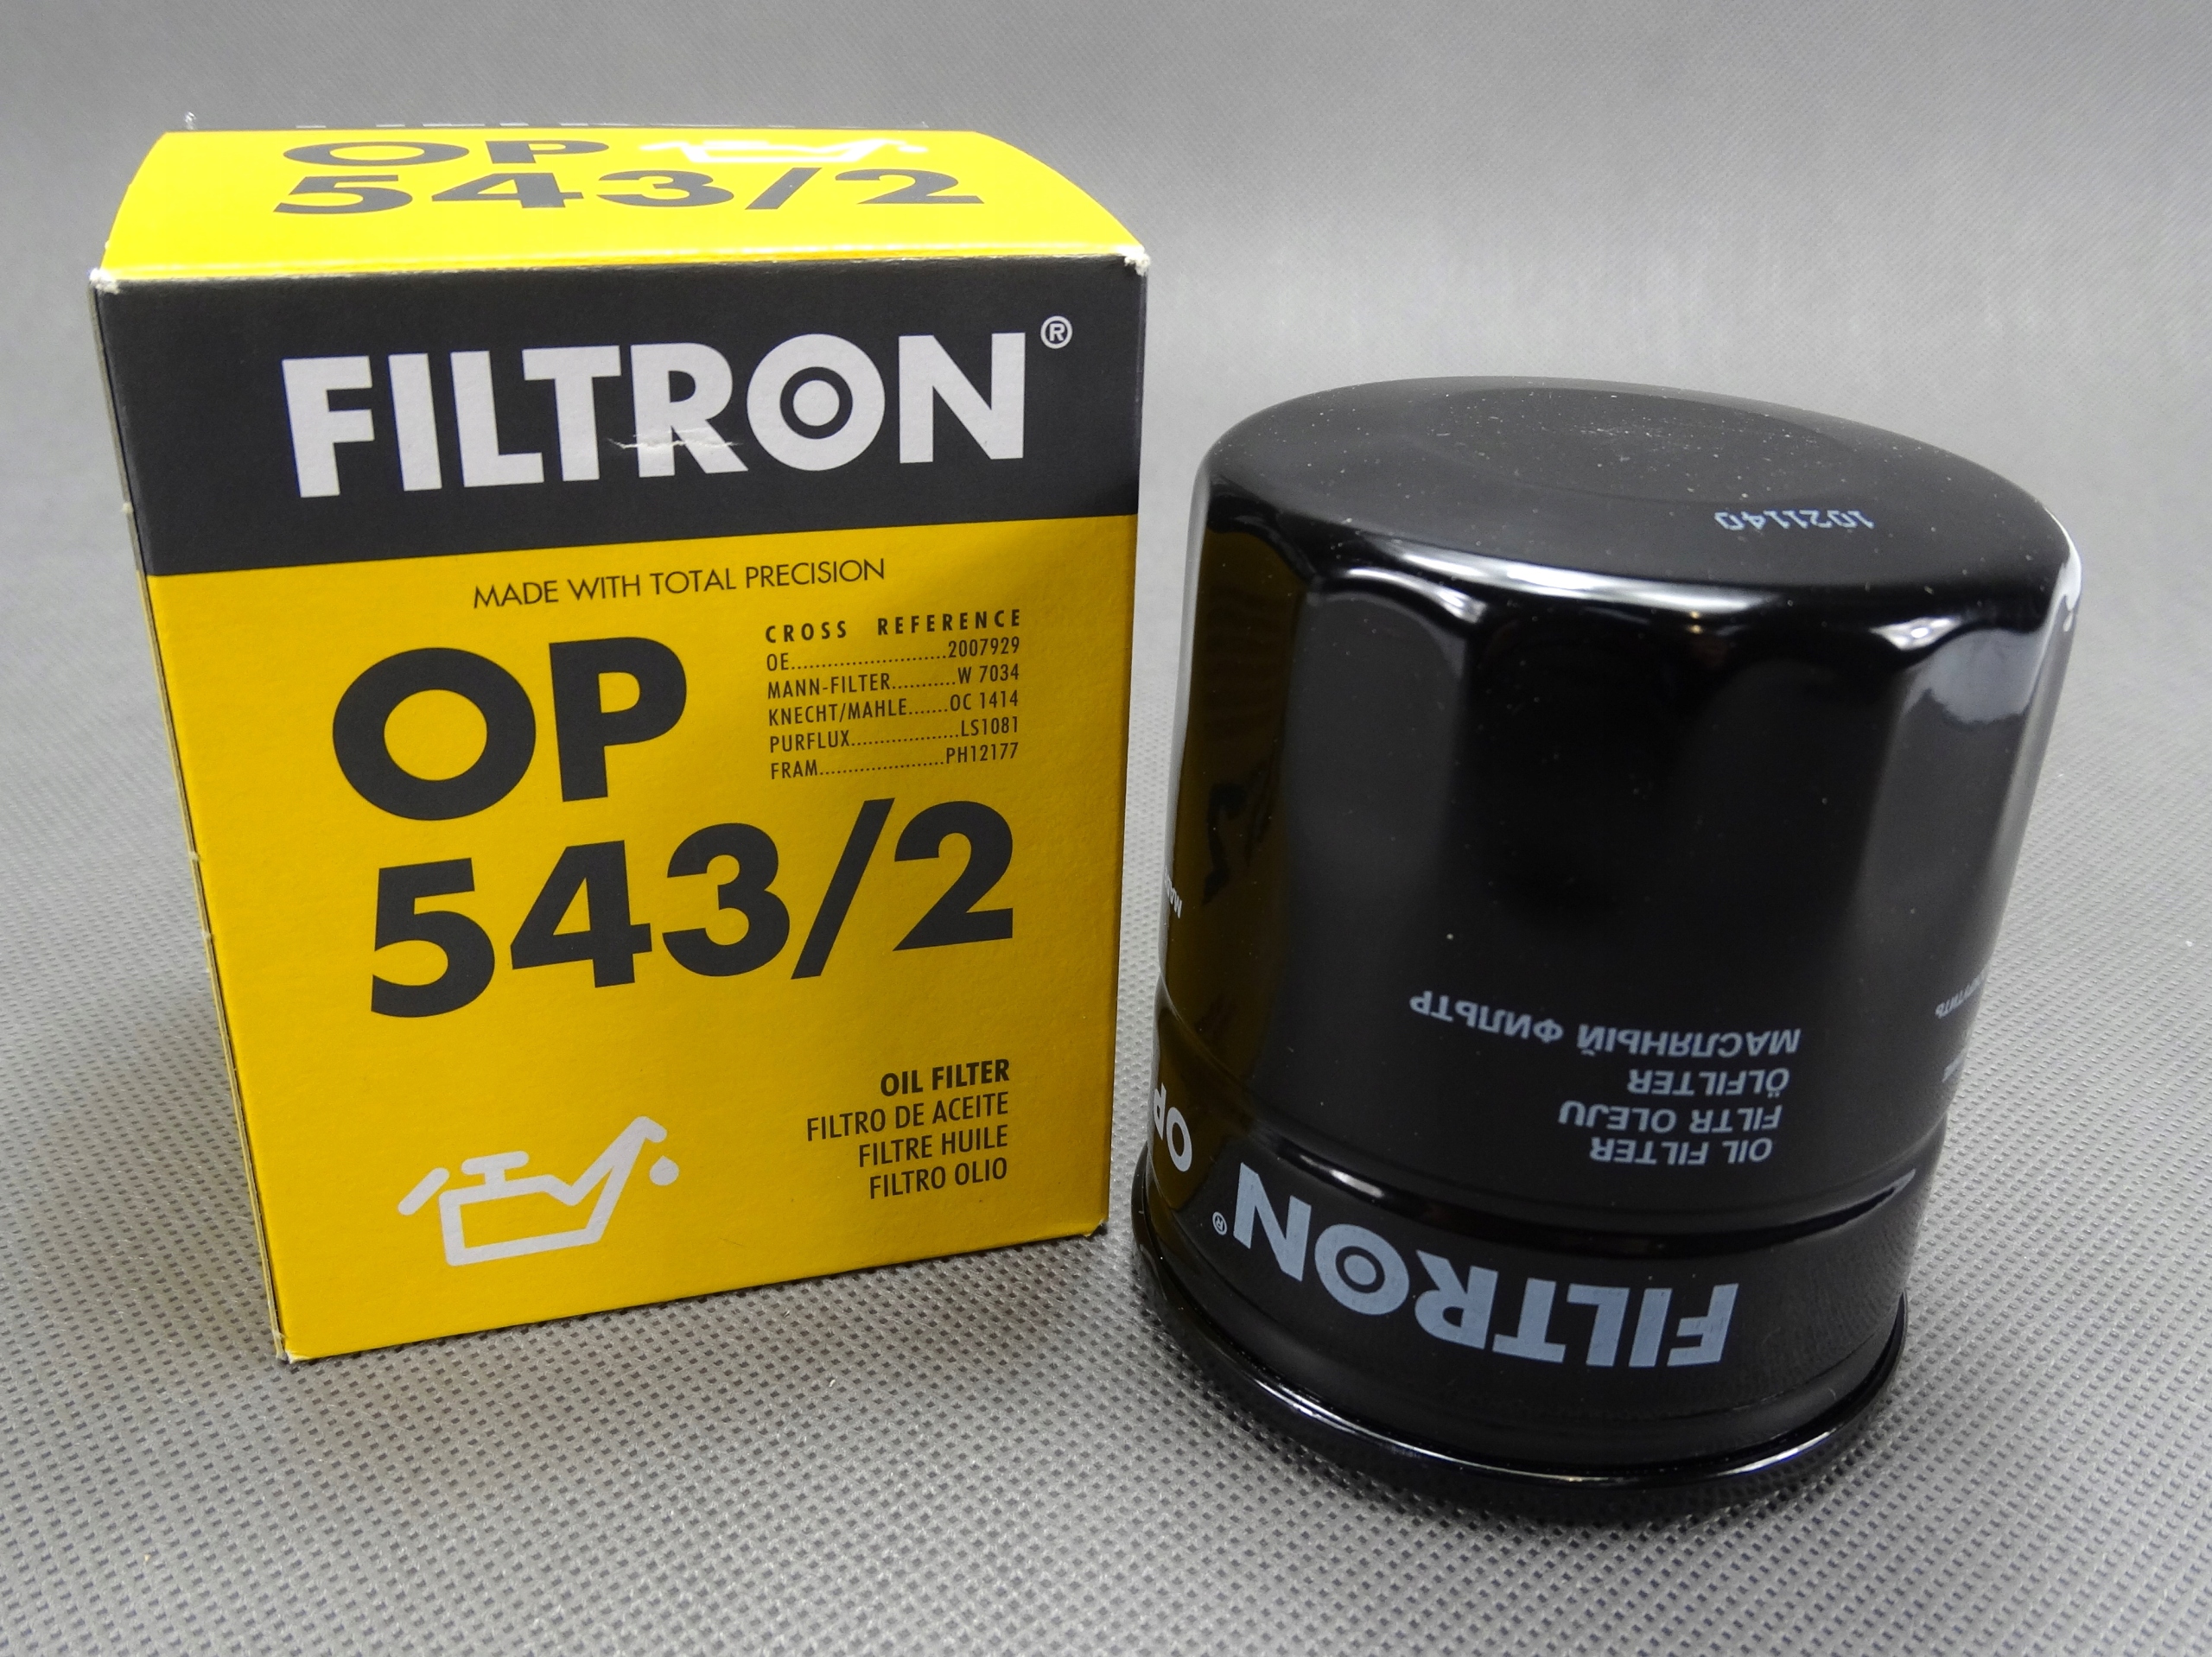 OP
543/2
FILTRON®
MADE WITH TOTAL PRECISION
OP
543/2
CROSS REFERENCE
OE..........................2007929
MANN-FILTER...........W 7034
KNECHT/MAHLE.......OC 1414
PURFLUX...................LS1081
FRAM......................PH12177
OIL FILTER
FILTRO DE ACEITE
FILTRE HUILE
FILTRO OLIO
FILTRON®
OP
OIL FILTER
FILTR OLEJU
ÖLFILTER
МАСЛЯНЫЙ ФИЛЬТР
1021140